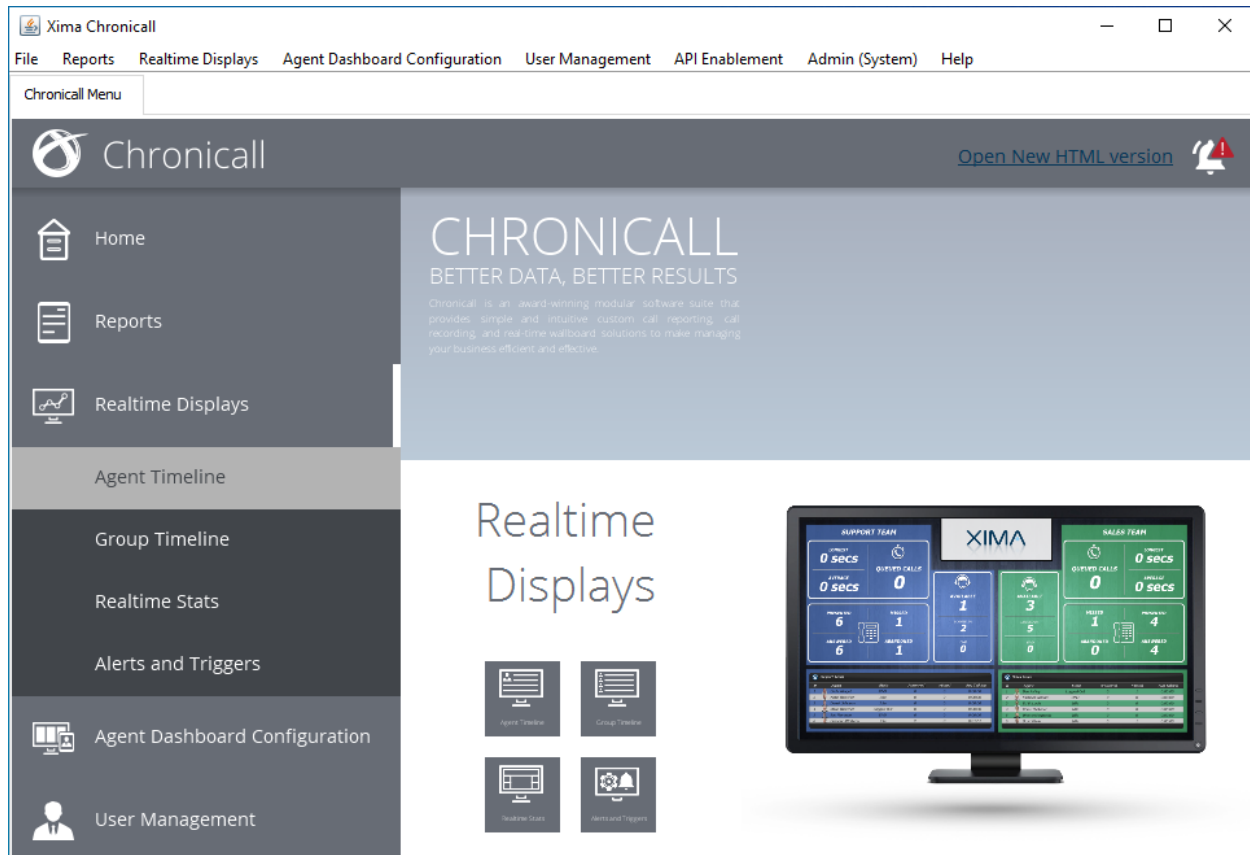 Xima Chronicall
File Reports Realtime Displays Agent Dashboard Configuration User Management API Enablement Admin (System) Help
Chronicall Menu
Chronicall
Open New HTML version
Home
Reports
Realtime Displays
Agent Timeline
Group Timeline
Realtime Stats
Alerts and Triggers
Agent Dashboard Configuration
User Management
CHRONICALL
BETTER DATA, BETTER RESULTS
Chronicall is an award-winning modular software suite that
provides simple and intuitive custom call reporting, call
recording, and real-time wallboard solutions to make managing
your business efficient and effective.
Realtime
Displays
Agent Timeline Group Timeline
Realtime Stats Alerts and Triggers
SUPPORT TEAM XIMA SALES TEAM
0 secs 0 secs
QUEUED CALLS QUEUED CALLS
0 0
0 secs 0 secs
1 3
6 1 2 5 1 4
6 1 0 0 0 4